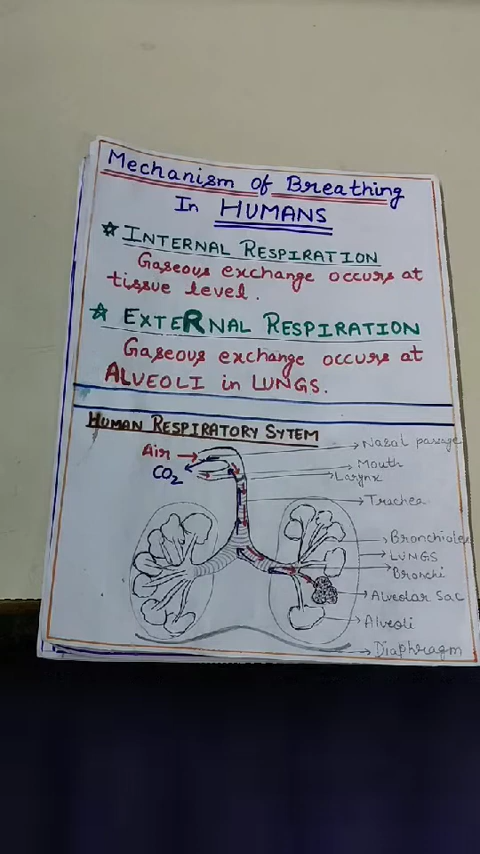 Mechanism of Breathing
In HUMANS
☆ INTERNAL RESPIRATION
Gaseous exchange occurs at
tissue level.
☆ EXTERNAL RESPIRATION
Gaseous exchange occurs at
ALVEOLI in LUNGS.
HUMAN RESPIRATORY SYTEM
Air
CO2
Nasal passage
Mouth
Larynx
Trachea
Bronchioles
LUNGS
Bronchi
Alveolar Sac
Alveoli
Diaphragm